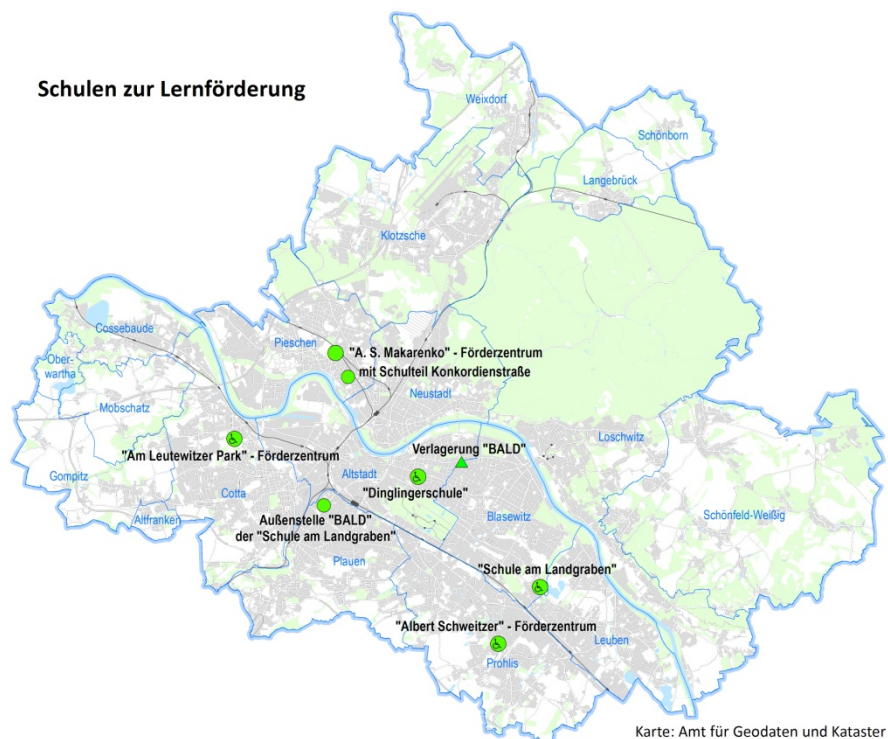 Schulen zur Lernförderung
Weixdorf
Schönborn
Langebrück
Klotzsche
Cossebaude
Pieschen
"A. S. Makarenko" - Förderzentrum
mit Schulteil Konkordienstraße
Ober-
wartha
Neustadt
Mobschatz
Loschwitz
Verlagerung "BALD"
"Am Leutewitzer Park" - Förderzentrum
Gompitz
Altstadt
"Dinglingerschule"
Cotta
Altfranken
Außenstelle "BALD"
der "Schule am Landgraben"
Blasewitz
Schönfeld-Weißig
Plauen
"Schule am Landgraben"
"Albert Schweitzer" - Förderzentrum
Leuben
Prohlis
Karte: Amt für Geodaten und Kataster